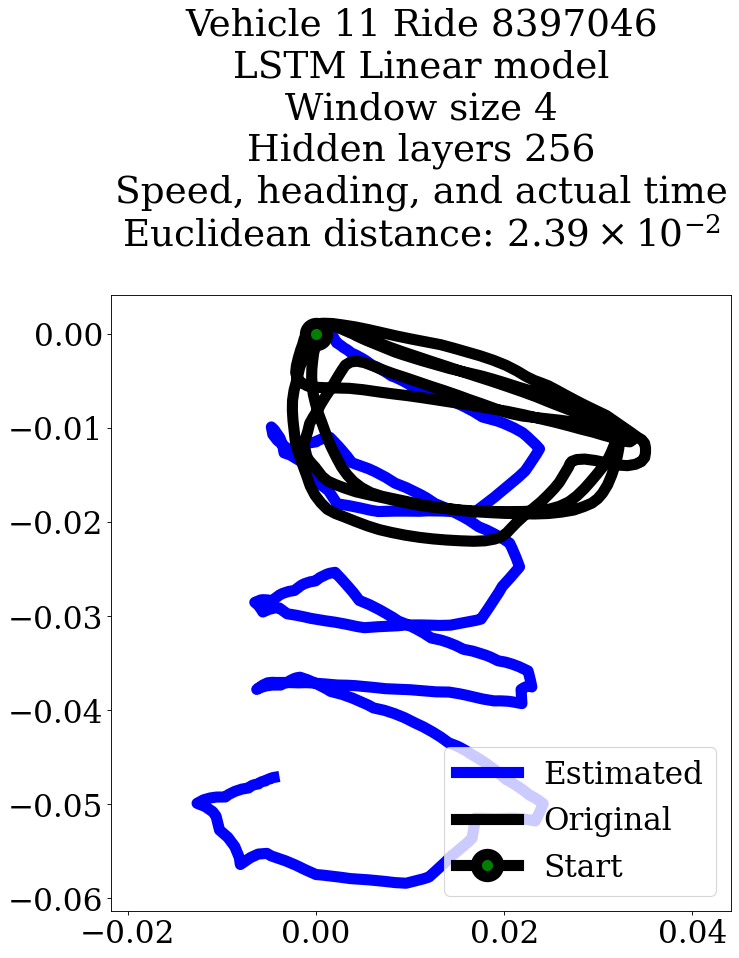 Vehicle 11 Ride 8397046
LSTM Linear model
Window size 4
Hidden layers 256
Speed, heading, and actual time
Euclidean distance: 2.39 × 10⁻²
0.00
−0.01
−0.02
−0.03
−0.04
−0.05
−0.06
Estimated
Original
Start
−0.02 0.00 0.02 0.04